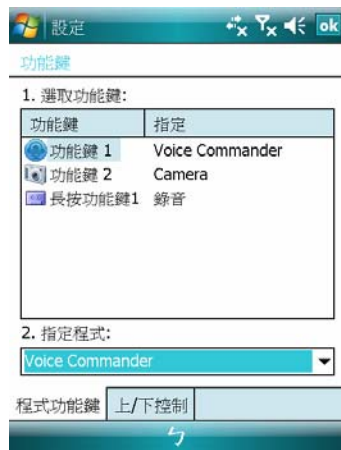 設定 ok
功能鍵
1. 選取功能鍵:
功能鍵 指定
功能鍵 1 Voice Commander
功能鍵 2 Camera
長按功能鍵1 錄音
2. 指定程式:
Voice Commander
程式功能鍵 上/下控制
ㄅ